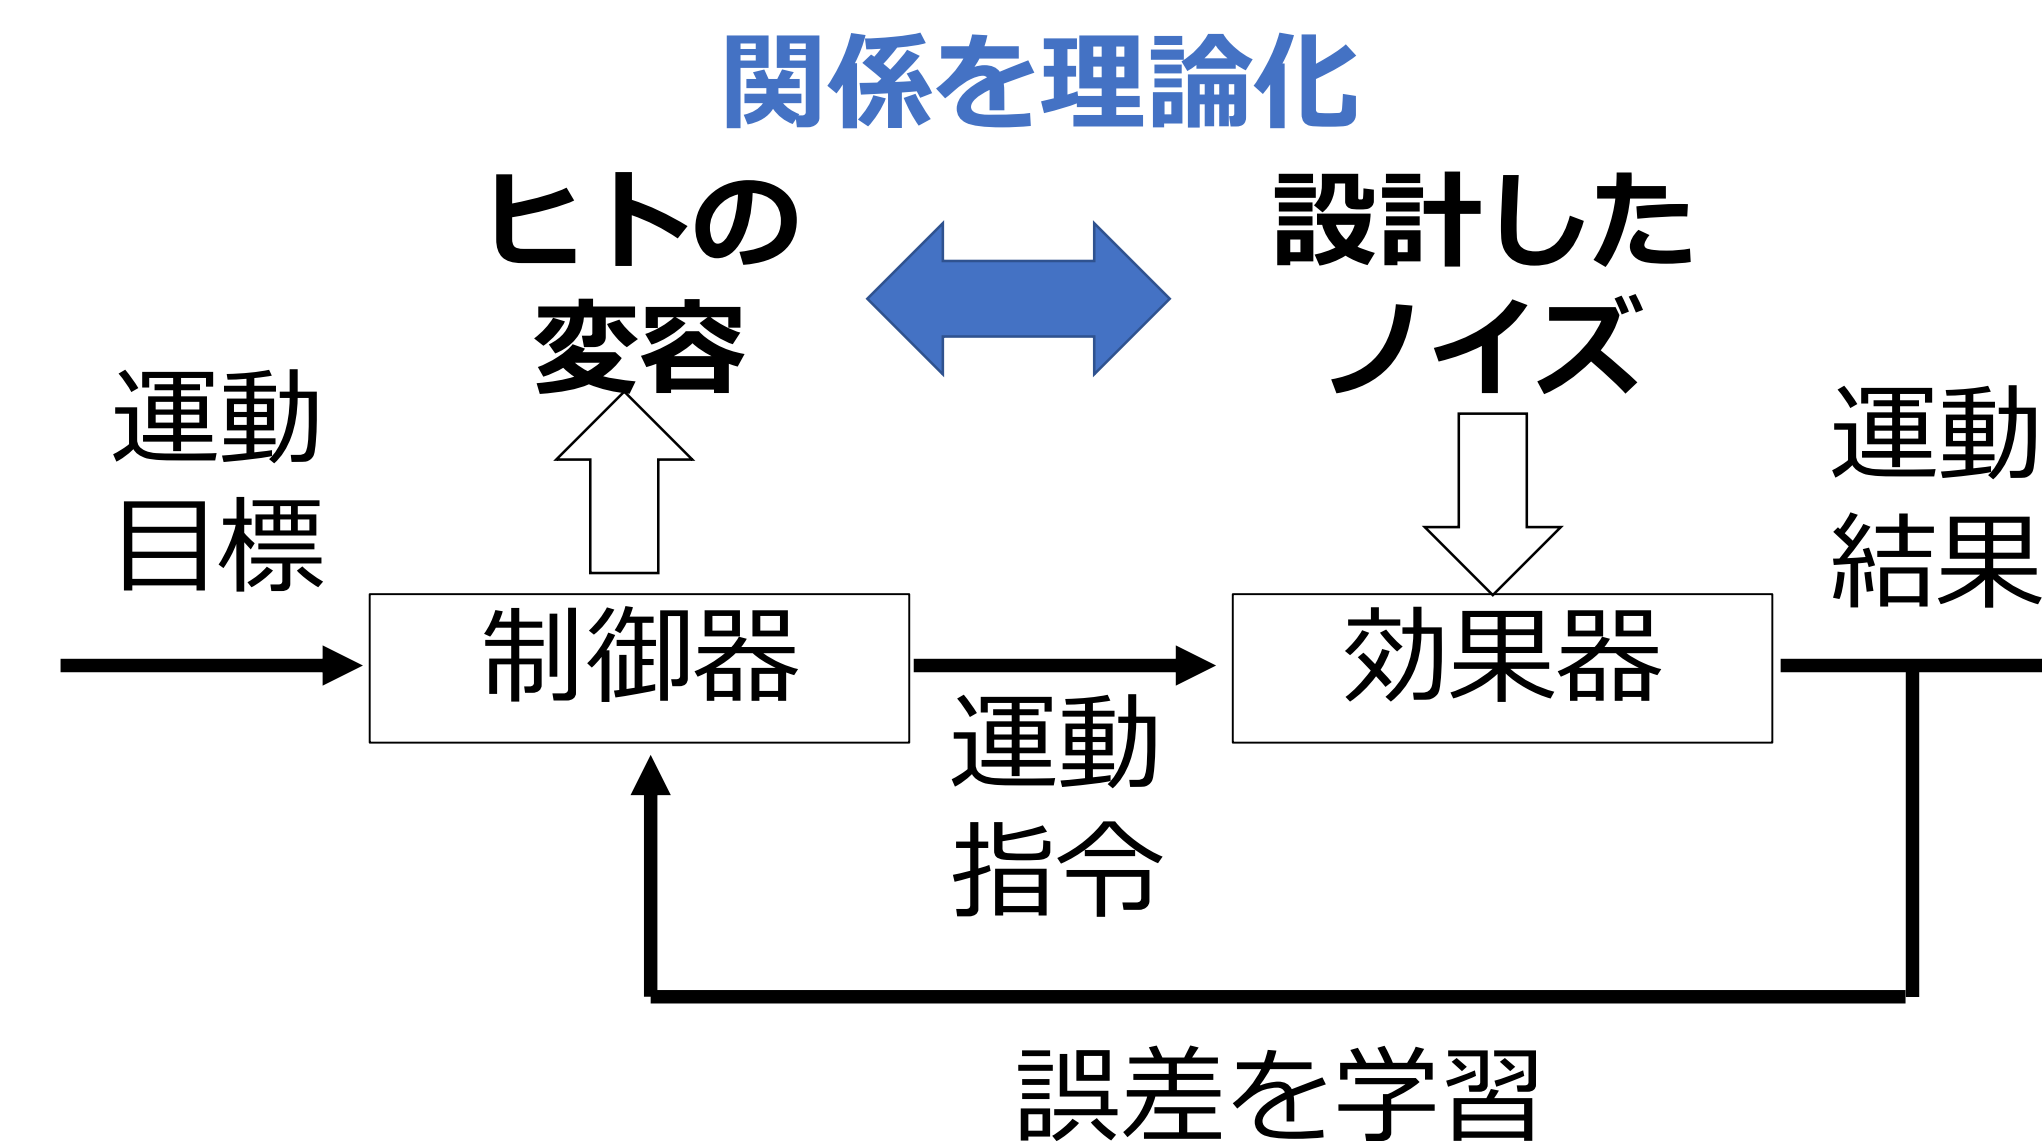 関係を理論化
ヒトの
変容
設計した
ノイズ
運動
目標
制御器
運動
指令
効果器
運動
結果
誤差を学習